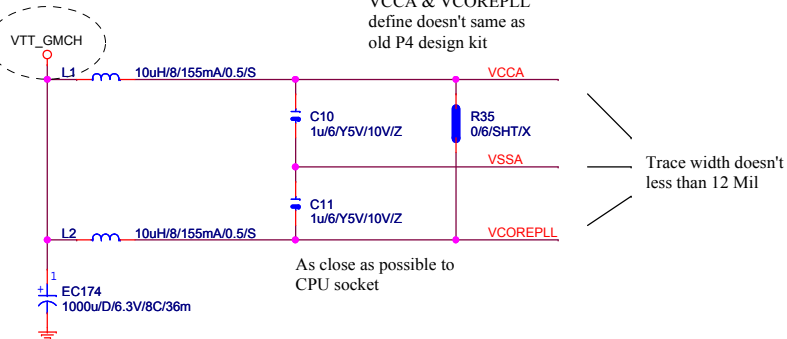 VCCA & VCOREPLL
define doesn't same as
old P4 design kit
VTT_GMCH
L1
10uH/8/155mA/0.5/S
VCCA
C10
1u/6/Y5V/10V/Z
R35
0/6/SHT/X
VSSA
Trace width doesn't
less than 12 Mil
C11
1u/6/Y5V/10V/Z
L2
10uH/8/155mA/0.5/S
VCOREPLL
As close as possible to
CPU socket
1
+
EC174
1000u/D/6.3V/8C/36m